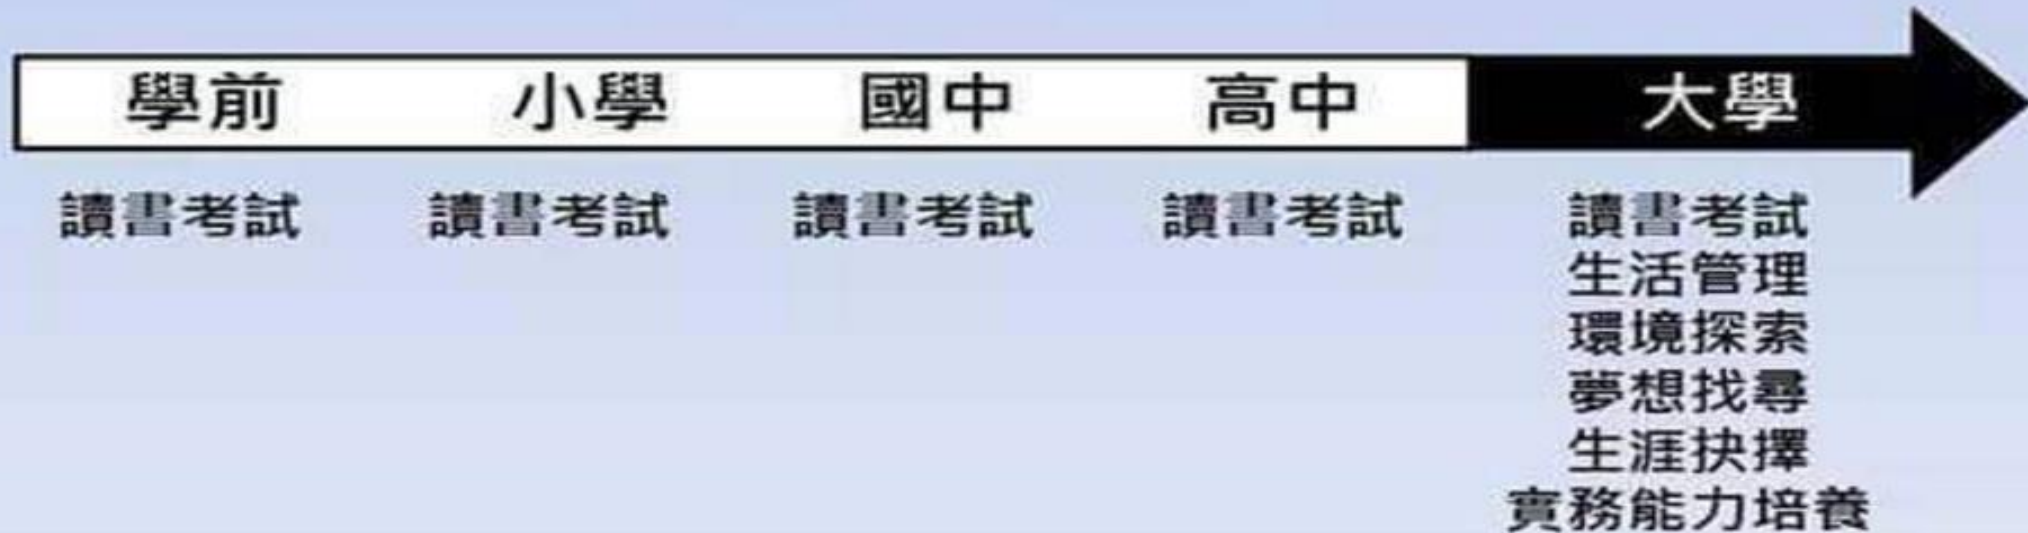 學前 小學 國中 高中 大學
讀書考試 讀書考試 讀書考試 讀書考試 讀書考試
生活管理
環境探索
夢想找尋
生涯抉擇
實務能力培養